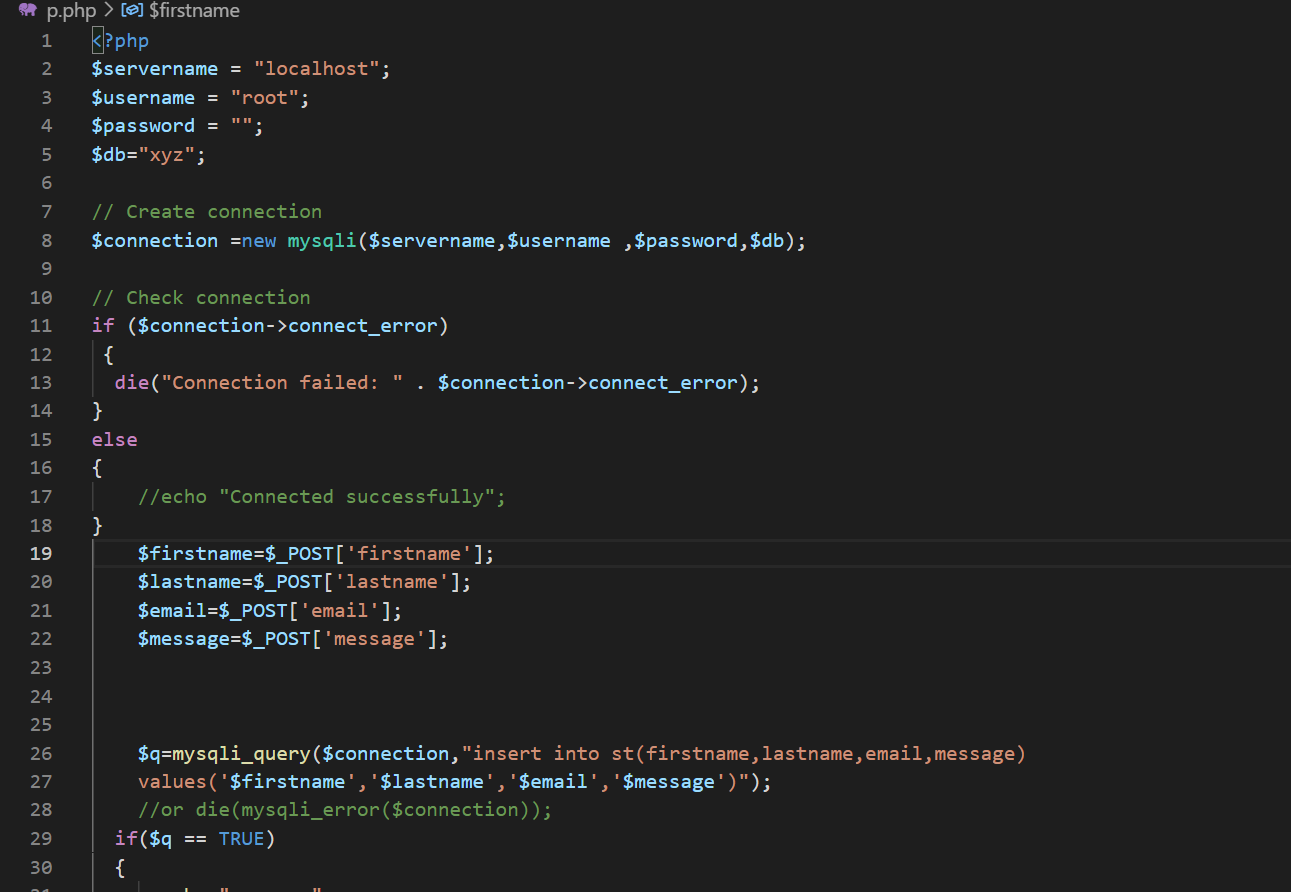 p.php > $firstname
1 <?php
2 $servername = "localhost";
3 $username = "root";
4 $password = "";
5 $db="xyz";
6
7 // Create connection
8 $connection =new mysqli($servername,$username ,$password,$db);
9
10 // Check connection
11 if ($connection->connect_error)
12 {
13 die("Connection failed: " . $connection->connect_error);
14 }
15 else
16 {
17 //echo "Connected successfully";
18 }
19 $firstname=$_POST['firstname'];
20 $lastname=$_POST['lastname'];
21 $email=$_POST['email'];
22 $message=$_POST['message'];
23
24
25
26 $q=mysqli_query($connection,"insert into st(firstname,lastname,email,message)
27 values('$firstname','$lastname','$email','$message')");
28 //or die(mysqli_error($connection));
29 if($q == TRUE)
30 {